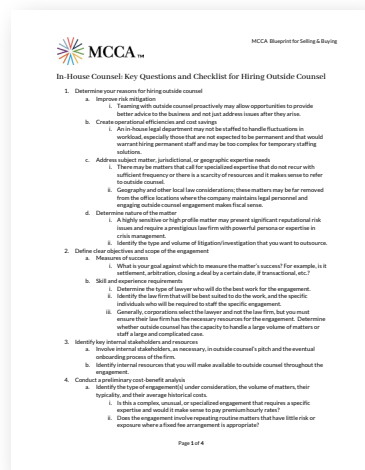 MCCA Blueprint for Selling & Buying
MCCA TM
In-House Counsel: Key Questions and Checklist for Hiring Outside Counsel
1. Determine your reasons for hiring outside counsel
a. Improve risk mitigation
i. Teaming with outside counsel proactively may allow opportunities to provide
better advice to the business and not just address issues after they arise.
b. Create operational efficiencies and cost savings
i. An in-house legal department may not be staffed to handle fluctuations in
workload, especially those that are not expected to be permanent and that would
warrant hiring permanent staff and may be too complex for temporary staffing
solutions.
c. Address subject matter, jurisdictional, or geographic expertise needs
i. There may be matters that call for specialized expertise that do not recur with
sufficient frequency or there is a scarcity of resources and it makes sense to refer
to outside counsel.
ii. Geography and other local law considerations; these matters may be far removed
from the office locations where the company maintains legal personnel and
engaging outside counsel engagement makes fiscal sense.
d. Determine nature of the matter
i. A highly sensitive or high profile matter may present significant reputational risk
issues and require a prestigious law firm with powerful persona or expertise in
crisis management.
ii. Identify the type and volume of litigation/investigation that you want to outsource.
2. Define clear objectives and scope of the engagement
a. Measures of success
i. What is your goal against which to measure the matter's success? For example, is it
settlement, arbitration, closing a deal by a certain date, if transactional, etc.?
b. Skill and experience requirements
i. Determine the type of lawyer who will do the best work for the engagement.
ii. Identify the law firm that will be best suited to do the work, and the specific
individuals who will be required to staff the specific engagement.
iii. Generally, corporations select the lawyer and not the law firm, but you must
ensure their law firm has the necessary resources for the engagement. Determine
whether outside counsel has the capacity to handle a large volume of matters or
staff a large and complicated case.
3. Identify key internal stakeholders and resources
a. Involve internal stakeholders, as necessary, in outside counsel's pitch and the eventual
onboarding process of the firm.
b. Identify internal resources that you will make available to outside counsel throughout the
engagement.
4. Conduct a preliminary cost-benefit analysis
a. Identify the type of engagement(s) under consideration, the volume of matters, their
typicality, and their average historical costs.
i. Is this a complex, unusual, or specialized engagement that requires a specific
expertise and would it make sense to pay premium hourly rates?
ii. Does the engagement involve repeating routine matters that have little risk or
exposure where a fixed fee arrangement is appropriate?
Page 1 of 4